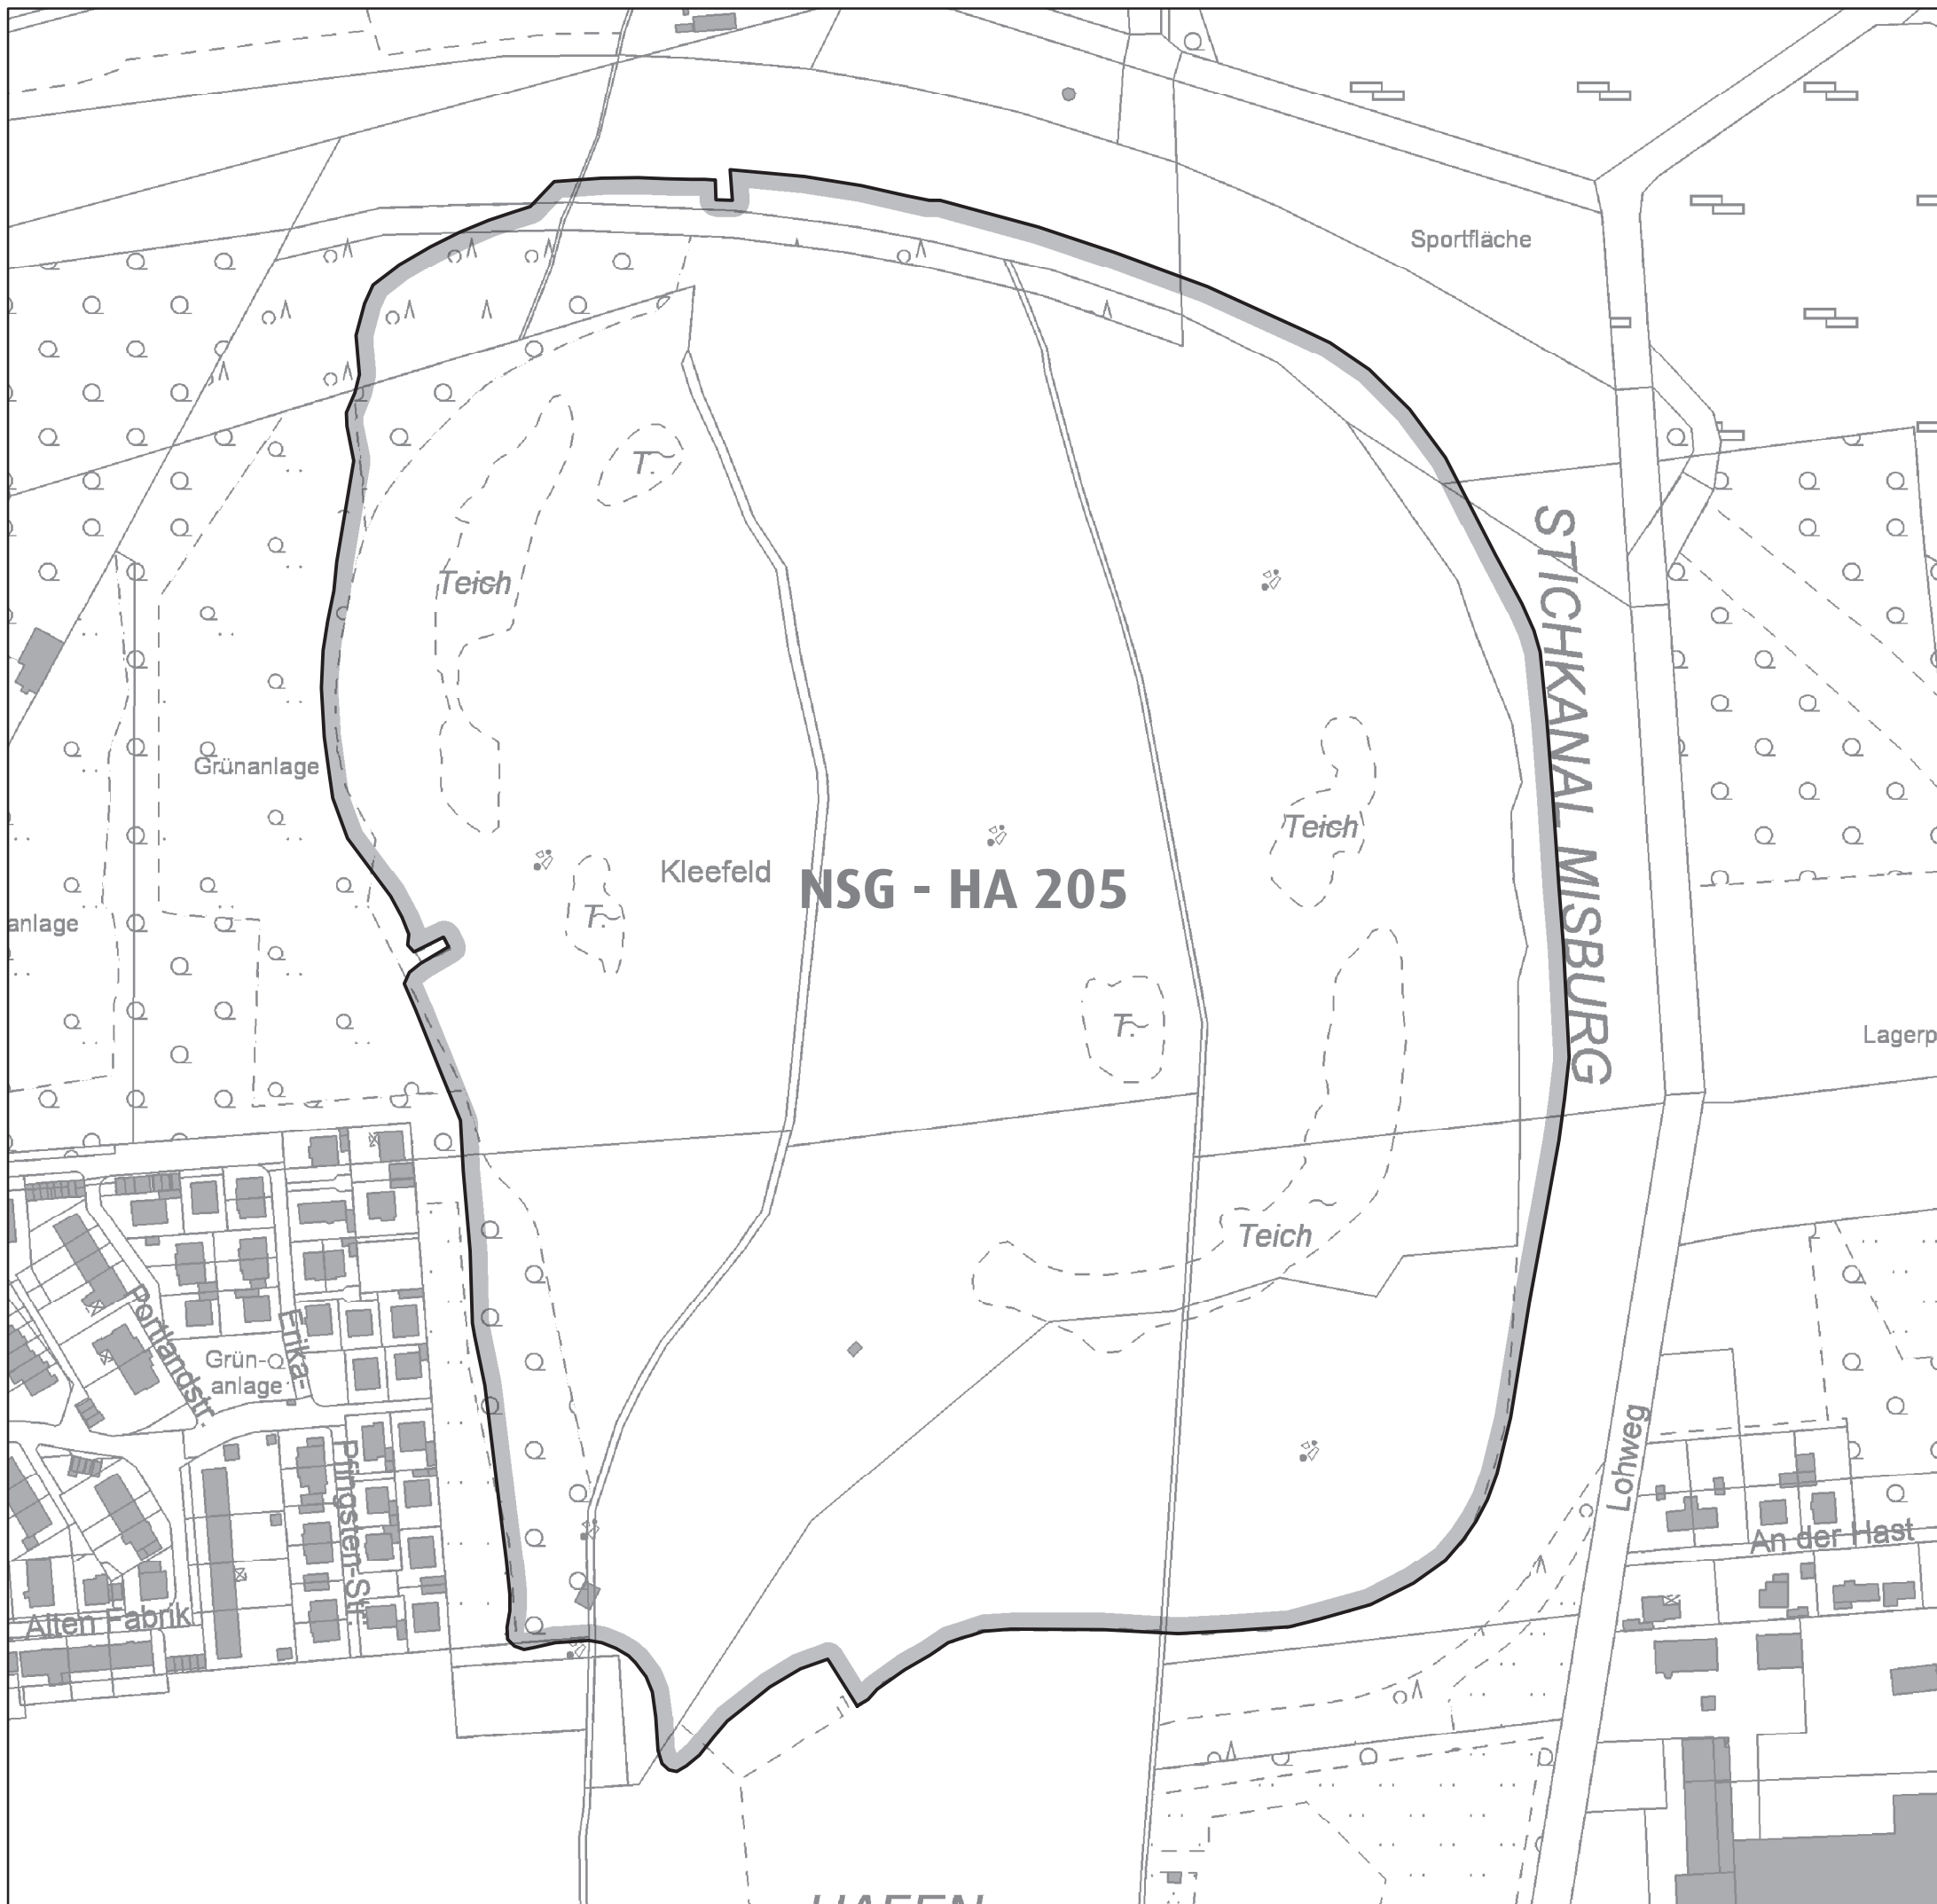 Sportfläche
T.
Teich
STICHKANAL MISBURG
Grünanlage
Teich
Kleefeld
NSG - HA 205
T.
anlage
T.
Lagerp
Teich
Portlandstr.
Erika-
Grün-
anlage
Lohweg
Pfingsten-Str.
An der Hast
Alten Fabrik
HAFEN